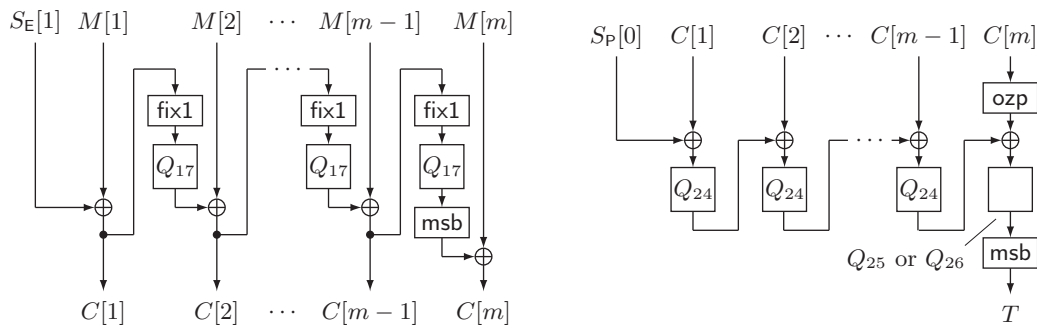 S_E[1] M[1] M[2] ··· M[m−1] M[m]
···
fix1 fix1 fix1
Q_17 Q_17 Q_17
msb
C[1] C[2] ··· C[m−1] C[m]
S_P[0] C[1] C[2] ··· C[m−1] C[m]
ozp
···
Q_24 Q_24 Q_24
Q_25 or Q_26
msb
T